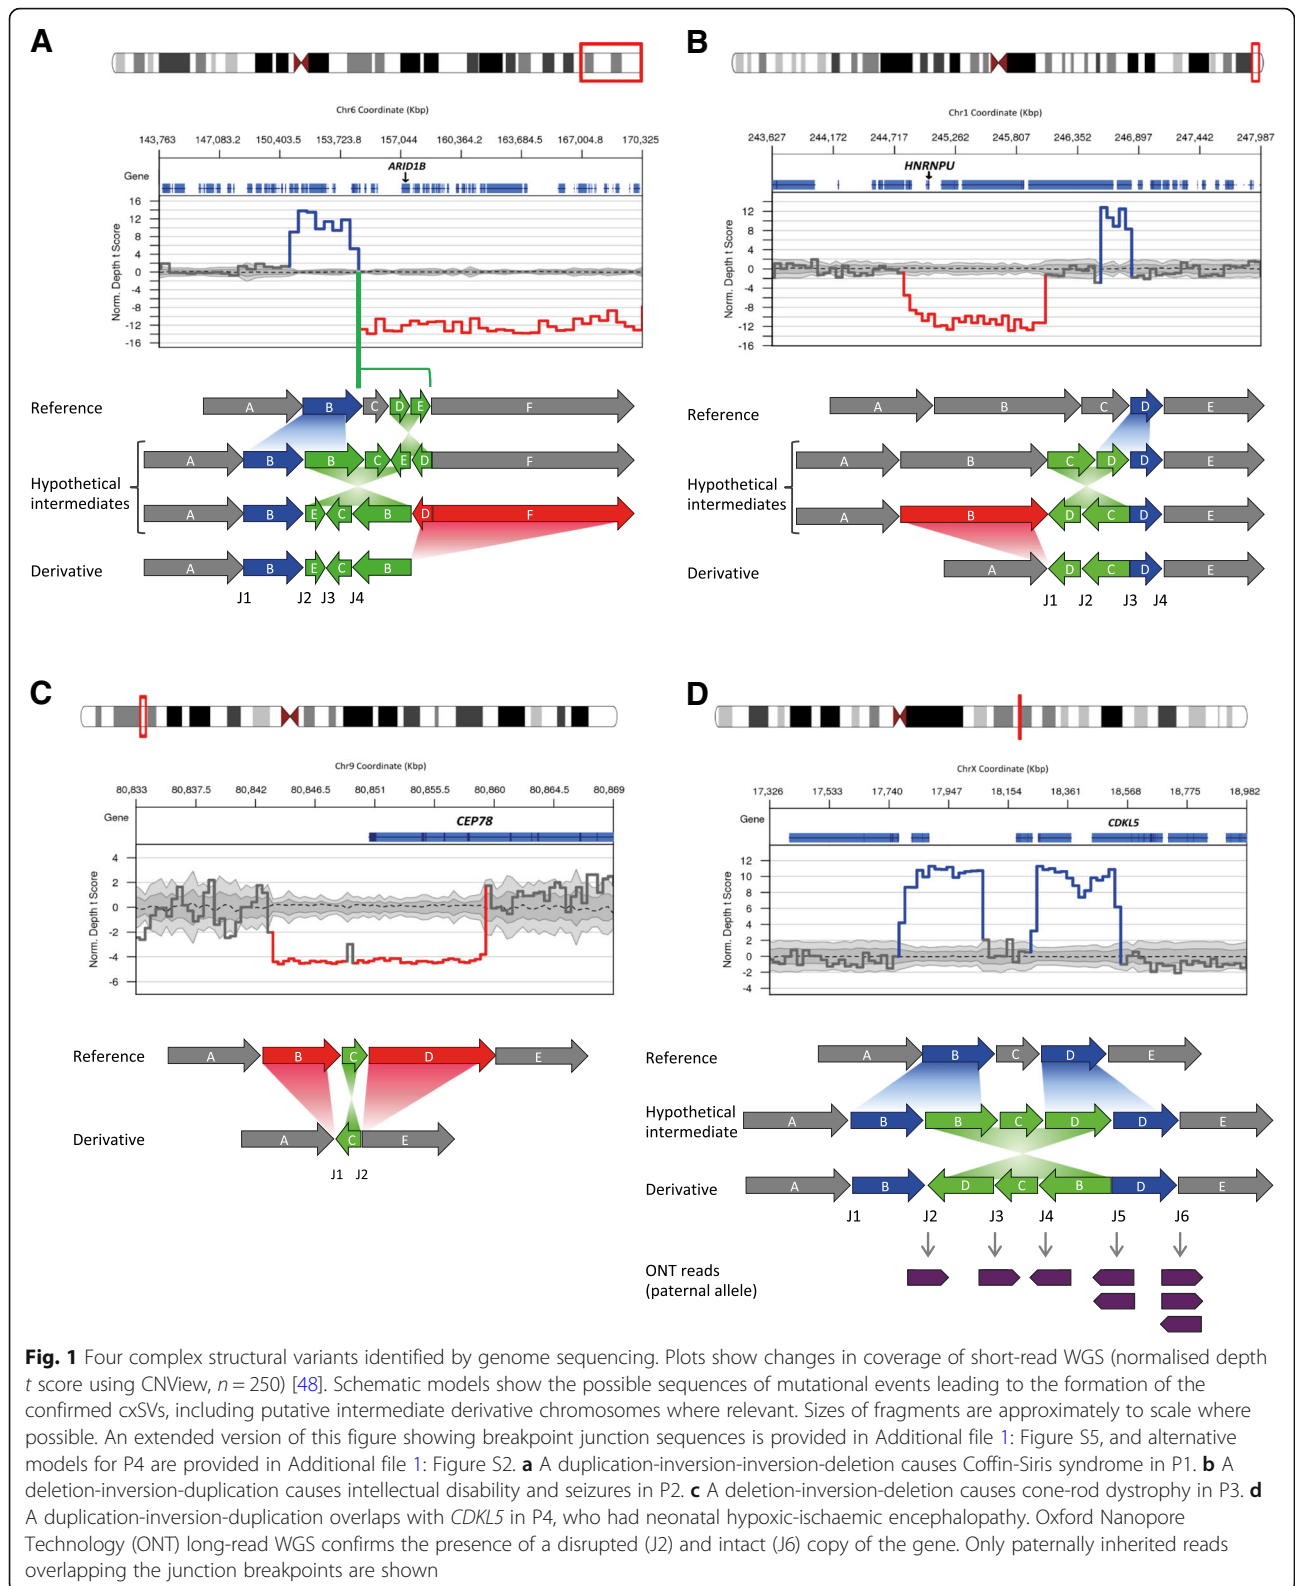 A
Chr6 Coordinate (Kbp)
143,763 147,083.2 150,403.5 153,723.8 157,044 160,364.2 163,684.5 167,004.8 170,325
Gene
ARID1B
16
12
8
4
0
-4
-8
-12
-16
Norm. Depth t Score
Reference
A B C D E F
Hypothetical
intermediates
A B B C E D F
A B E C B D F
Derivative
A B E C B
J1 J2 J3 J4
B
Chr1 Coordinate (Kbp)
243,627 244,172 244,717 245,262 245,807 246,352 246,897 247,442 247,987
HNRNPU
12
8
4
0
-4
-8
-12
-16
Norm. Depth t Score
Reference
A B C D E
Hypothetical
intermediates
A B C D D E
A B D C D E
Derivative
A D C D E
J1 J2 J3 J4
C
Chr9 Coordinate (Kbp)
80,833 80,837.5 80,842 80,846.5 80,851 80,855.5 80,860 80,864.5 80,869
Gene
CEP78
4
2
0
-2
-4
-6
Norm. Depth t Score
Reference
A B C D E
Derivative
A C E
J1 J2
D
ChrX Coordinate (Kbp)
17,326 17,533 17,740 17,947 18,154 18,361 18,568 18,775 18,982
Gene
CDKL5
12
10
8
6
4
2
0
-2
-4
Norm. Depth t Score
Reference
A B C D E
Hypothetical
intermediate
A B B C D D E
Derivative
A B D C B D E
J1 J2 J3 J4 J5 J6
ONT reads
(paternal allele)
Fig. 1 Four complex structural variants identified by genome sequencing. Plots show changes in coverage of short-read WGS (normalised depth
t score using CNView, n = 250) [48]. Schematic models show the possible sequences of mutational events leading to the formation of the
confirmed cxSVs, including putative intermediate derivative chromosomes where relevant. Sizes of fragments are approximately to scale where
possible. An extended version of this figure showing breakpoint junction sequences is provided in Additional file 1: Figure S5, and alternative
models for P4 are provided in Additional file 1: Figure S2. a A duplication-inversion-inversion-deletion causes Coffin-Siris syndrome in P1. b A
deletion-inversion-duplication causes intellectual disability and seizures in P2. c A deletion-inversion-deletion causes cone-rod dystrophy in P3. d
A duplication-inversion-duplication overlaps with CDKL5 in P4, who had neonatal hypoxic-ischaemic encephalopathy. Oxford Nanopore
Technology (ONT) long-read WGS confirms the presence of a disrupted (J2) and intact (J6) copy of the gene. Only paternally inherited reads
overlapping the junction breakpoints are shown